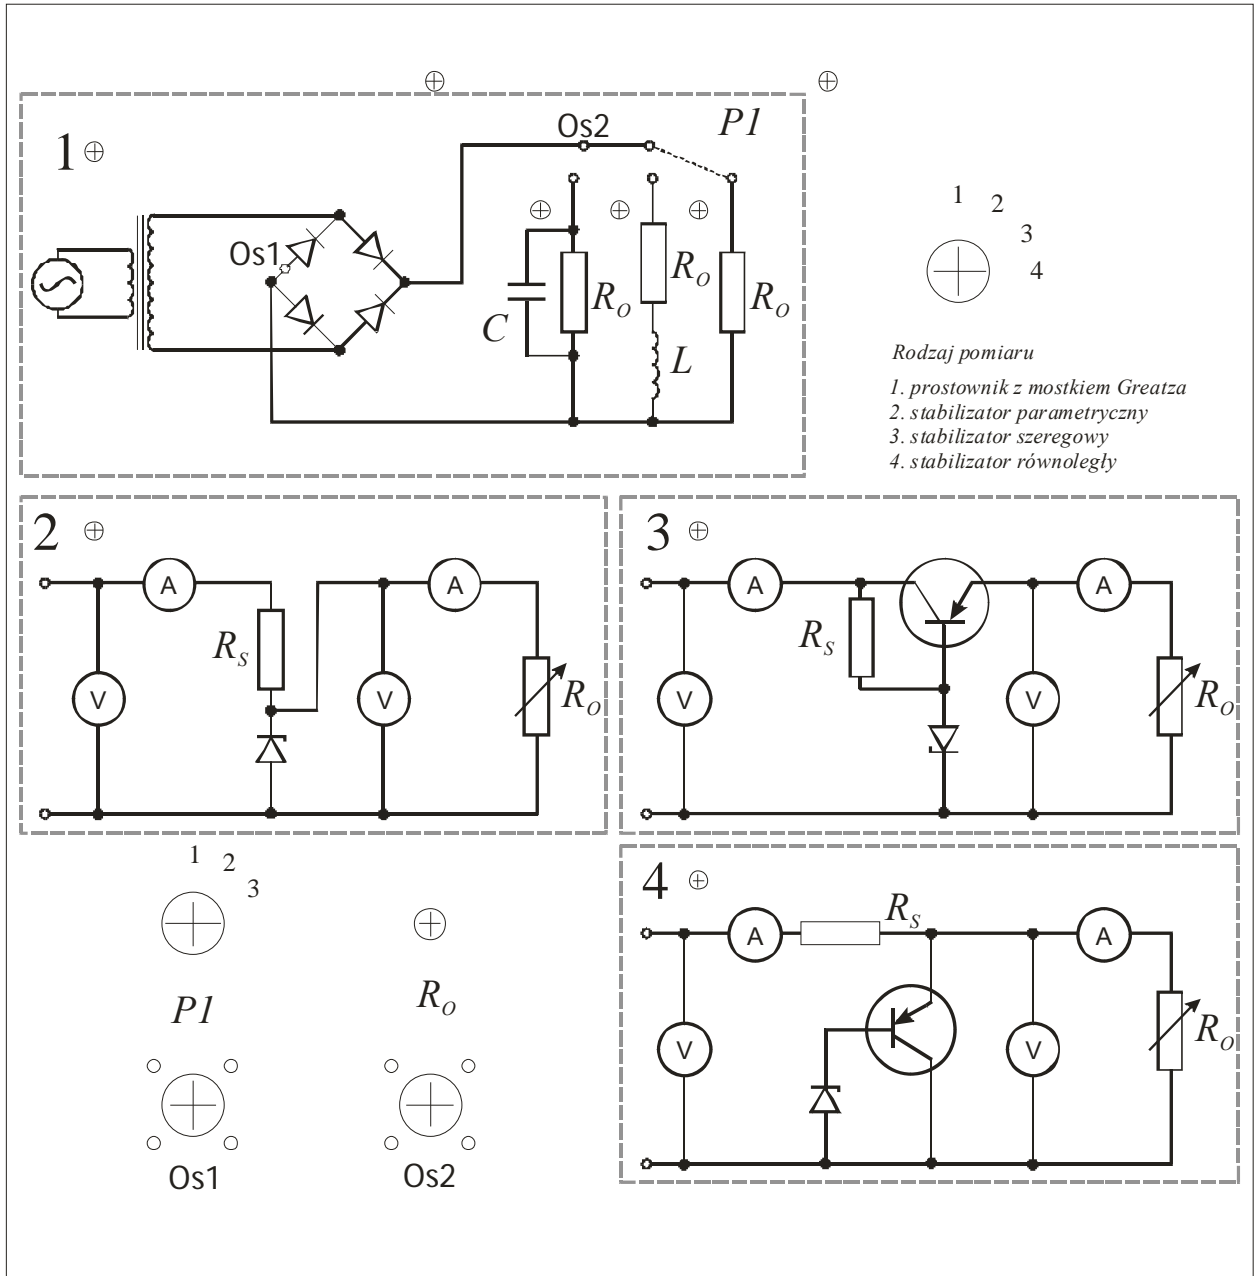 1
Os2
P1
Os1
C
R_O
R_O
R_O
L
1
2
3
4
Rodzaj pomiaru
1. prostownik z mostkiem Greatza
2. stabilizator parametryczny
3. stabilizator szeregowy
4. stabilizator równoległy
2
A
A
R_S
V
V
R_O
3
A
A
R_S
V
V
R_O
1
2
3
P1
R_O
Os1
Os2
4
A
R_S
A
V
V
R_O